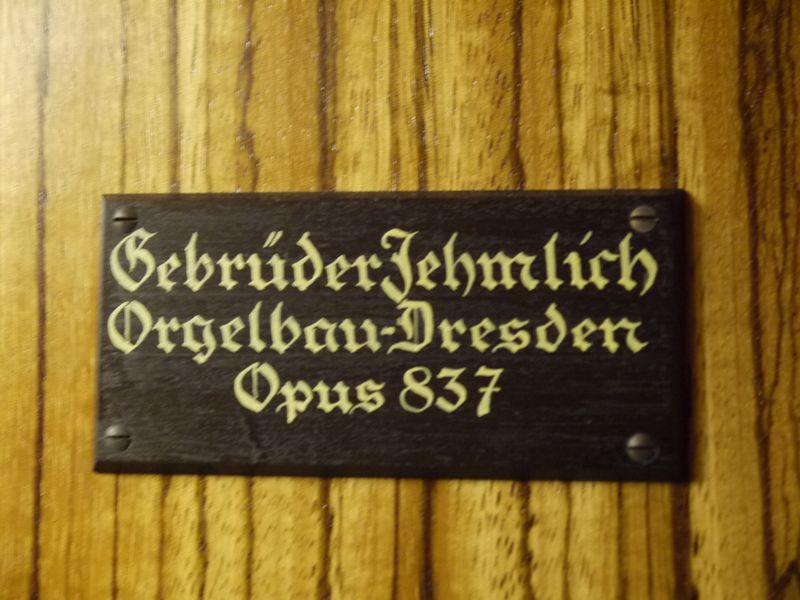 Gebrüder Jehmlich
Orgelbau-Dresden
Opus 837